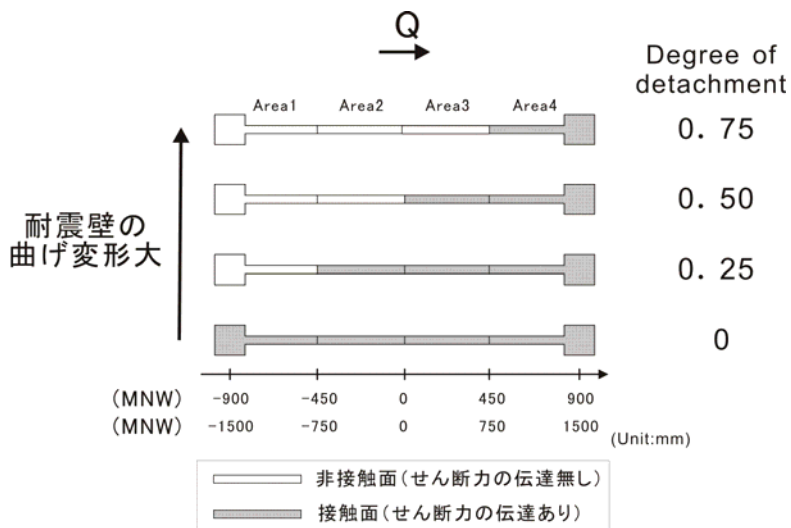 Q
Degree of
detachment
Area1 Area2 Area3 Area4
0.75
0.50
耐震壁の
曲げ変形大
0.25
0
(MNW) -900 -450 0 450 900
(MNW) -1500 -750 0 750 1500
(Unit:mm)
非接触面(せん断力の伝達無し)
接触面(せん断力の伝達あり)